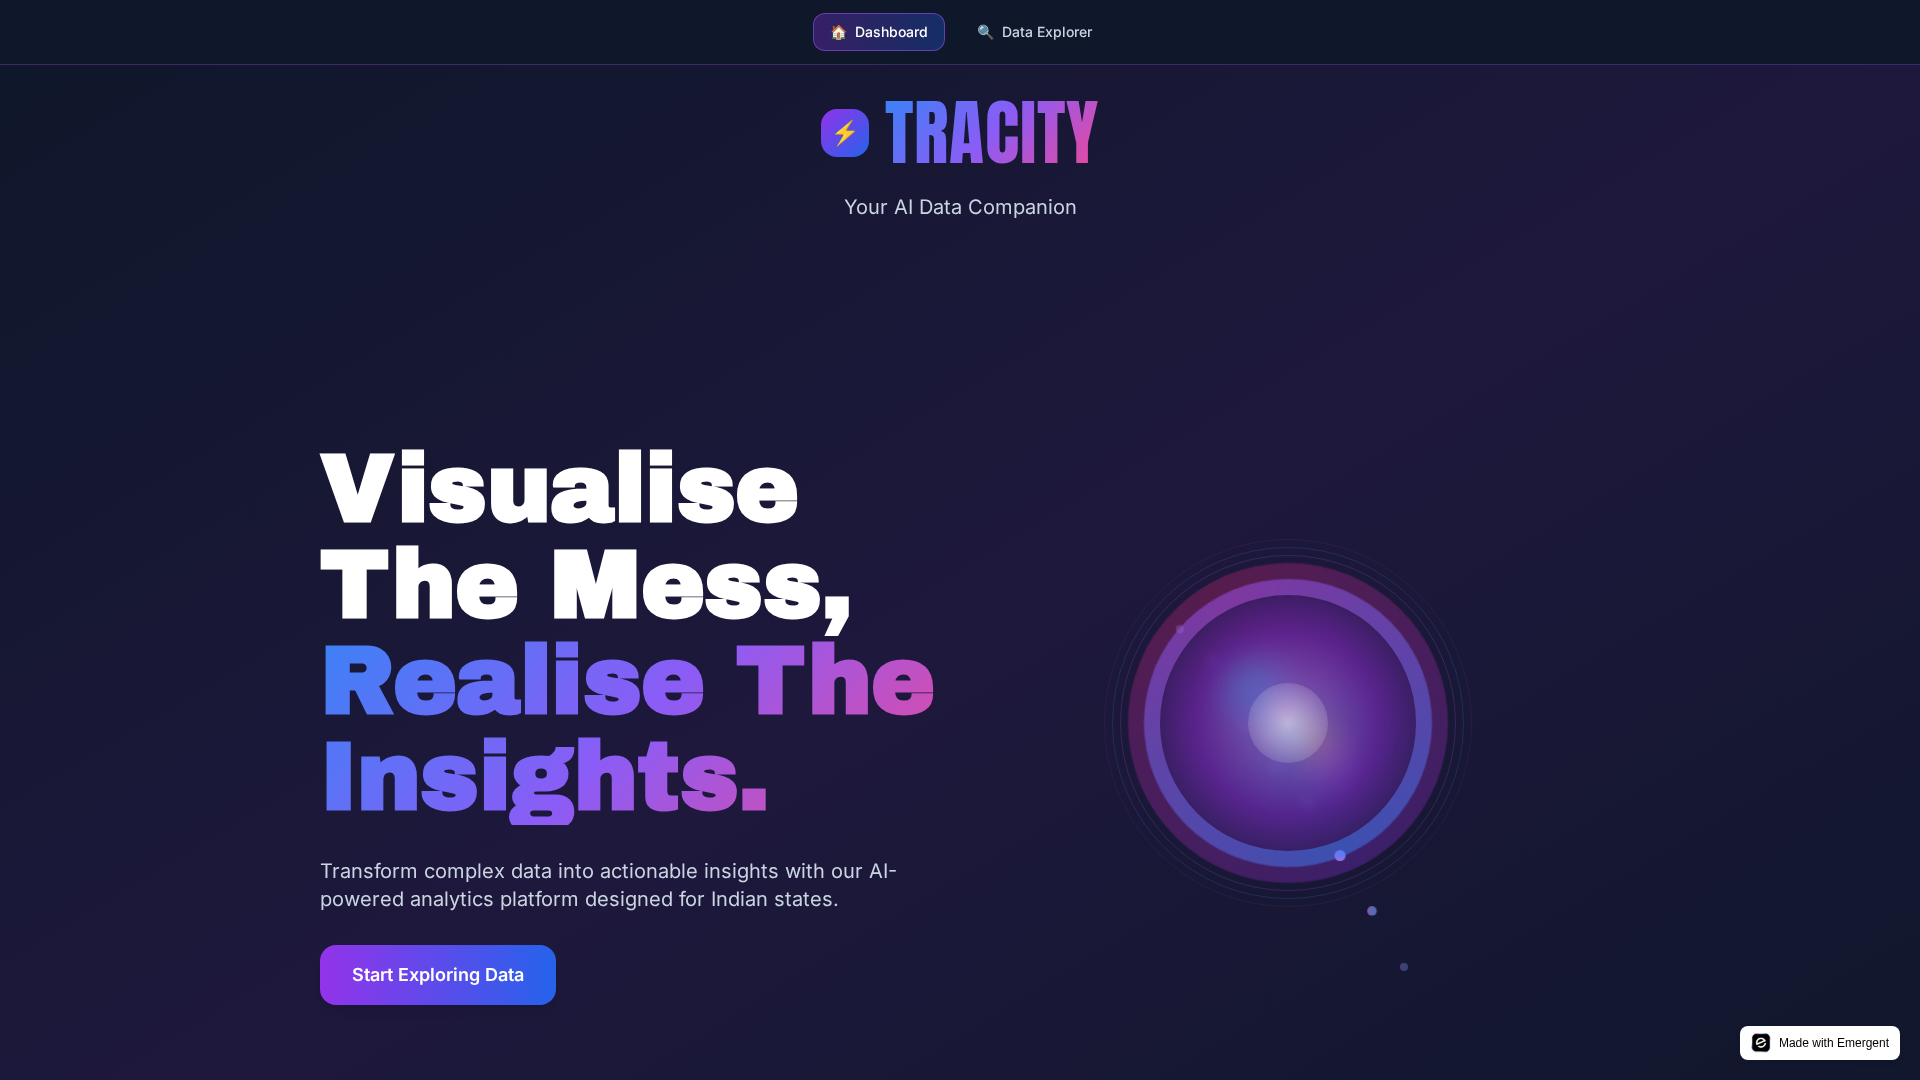 Dashboard
Data Explorer
TRACITY
Your AI Data Companion
Visualise
The Mess,
Realise The
Insights.
Transform complex data into actionable insights with our AI-
powered analytics platform designed for Indian states.
Start Exploring Data
Made with Emergent